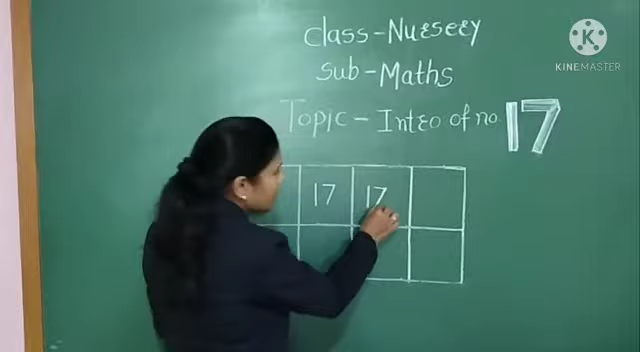 Class-Nursery
Sub-Maths
Topic-Intro of no. 17
17 17
K
KINEMASTER